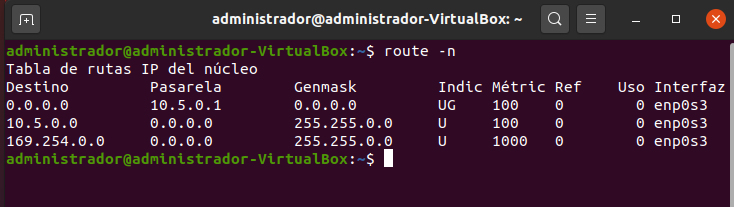 administrador@administrador-VirtualBox: ~
administrador@administrador-VirtualBox:~$ route -n
Tabla de rutas IP del núcleo
Destino Pasarela Genmask Indic Métric Ref Uso Interfaz
0.0.0.0 10.5.0.1 0.0.0.0 UG 100 0 0 enp0s3
10.5.0.0 0.0.0.0 255.255.0.0 U 100 0 0 enp0s3
169.254.0.0 0.0.0.0 255.255.0.0 U 1000 0 0 enp0s3
administrador@administrador-VirtualBox:~$